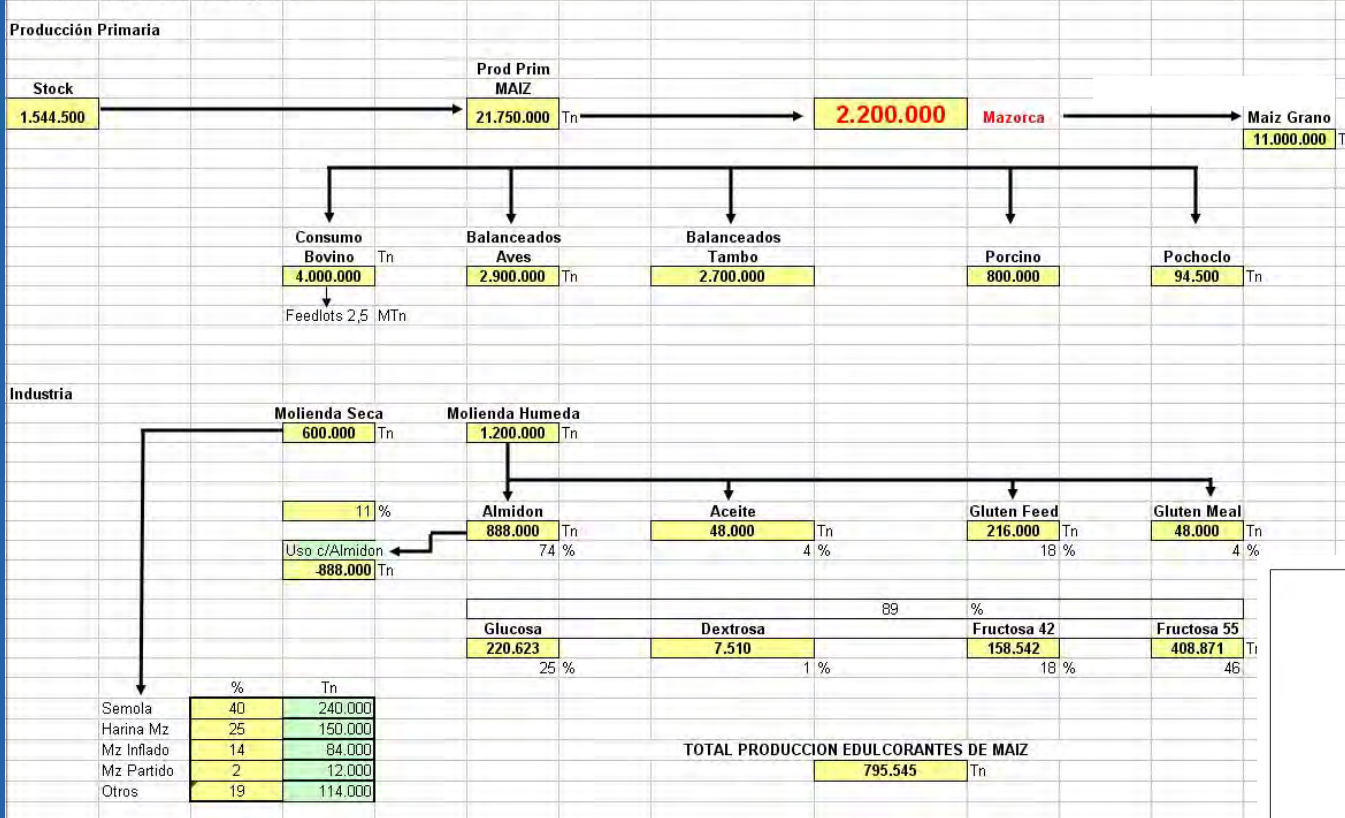 Producción Primaria
Prod Prim
Stock MAIZ
1.544.500 21.750.000 Tn 2.200.000 Mazorca Maiz Grano
11.000.000
Consumo Balanceados Balanceados
Bovino Tn Aves Tambo Porcino Pochoclo
4.000.000 2.900.000 Tn 2.700.000 800.000 94.500 Tn
Feedlots 2,5 MTn
Industria
Molienda Seca Molienda Humeda
600.000 Tn 1.200.000 Tn
11 % Almidon Aceite Gluten Feed Gluten Meal
888.000 Tn 48.000 Tn 216.000 Tn 48.000 Tn
Uso c/Almidon 74 % 4 % 18 % 4 %
-888.000 Tn
89 %
Glucosa Dextrosa Fructosa 42 Fructosa 55
220.623 7.510 158.542 408.871
25 % 1 % 18 % 46
% Tn
Semola 40 240.000
Harina Mz 25 150.000
Mz Inflado 14 84.000 TOTAL PRODUCCION EDULCORANTES DE MAIZ
Mz Partido 2 12.000 795.545 Tn
Otros 19 114.000